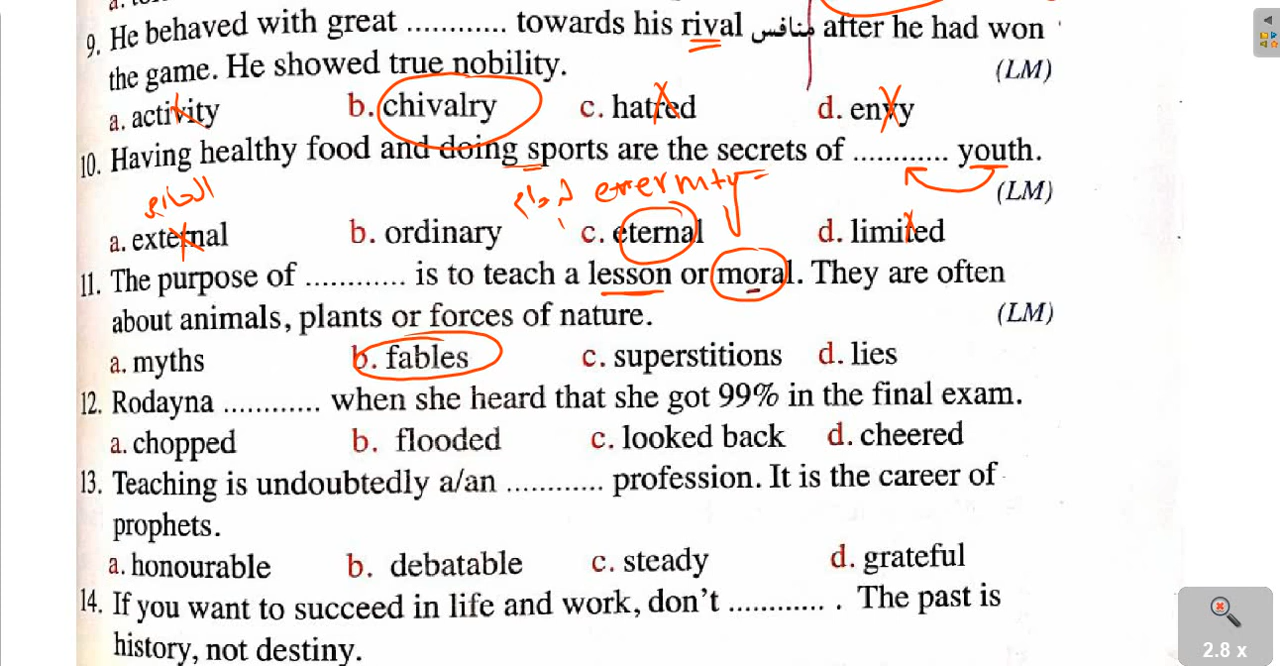 9. He behaved with great ............ towards his rival منافس after he had won
the game. He showed true nobility. (LM)
a. activity b. chivalry c. hatred d. envy
10. Having healthy food and doing sports are the secrets of ............ youth.
(LM)
a. external b. ordinary c. eternal d. limited
11. The purpose of ............ is to teach a lesson or moral. They are often
about animals, plants or forces of nature. (LM)
a. myths b. fables c. superstitions d. lies
12. Rodayna ............ when she heard that she got 99% in the final exam.
a. chopped b. flooded c. looked back d. cheered
13. Teaching is undoubtedly a/an ............ profession. It is the career of
prophets.
a. honourable b. debatable c. steady d. grateful
14. If you want to succeed in life and work, don't ............ . The past is
history, not destiny.
2.8 x